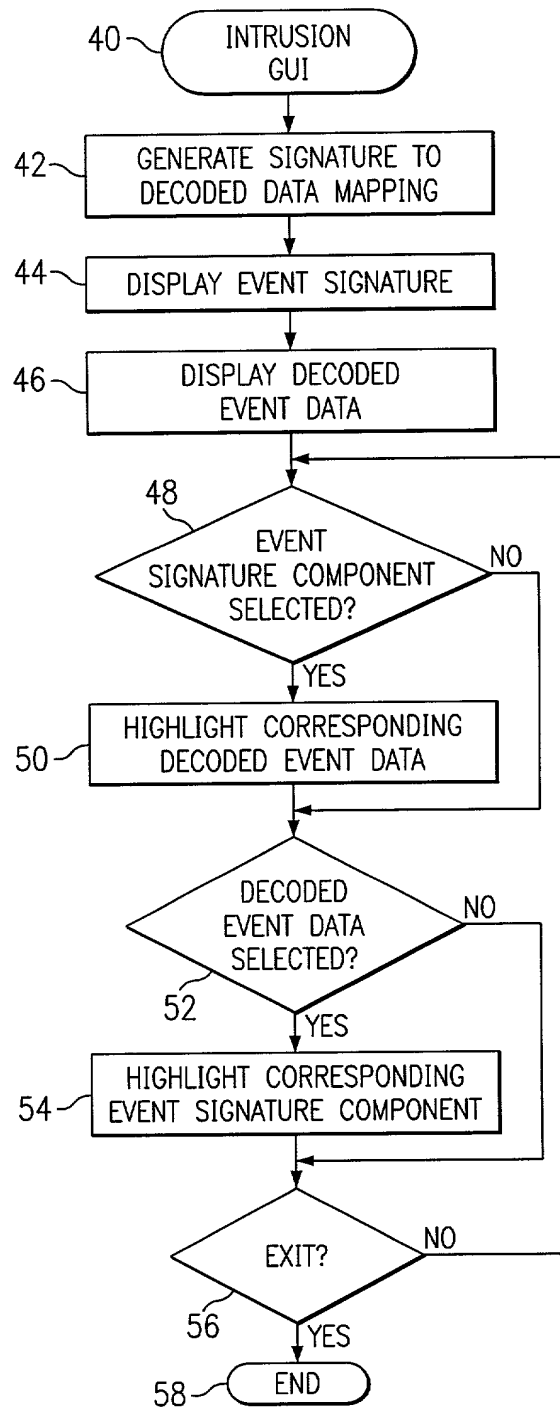 40
INTRUSION
GUI
42
GENERATE SIGNATURE TO
DECODED DATA MAPPING
44
DISPLAY EVENT SIGNATURE
46
DISPLAY DECODED
EVENT DATA
48
EVENT
SIGNATURE COMPONENT
SELECTED?
NO
YES
50
HIGHLIGHT CORRESPONDING
DECODED EVENT DATA
DECODED
EVENT DATA
SELECTED?
NO
52
YES
54
HIGHLIGHT CORRESPONDING
EVENT SIGNATURE COMPONENT
EXIT?
NO
56
YES
58
END